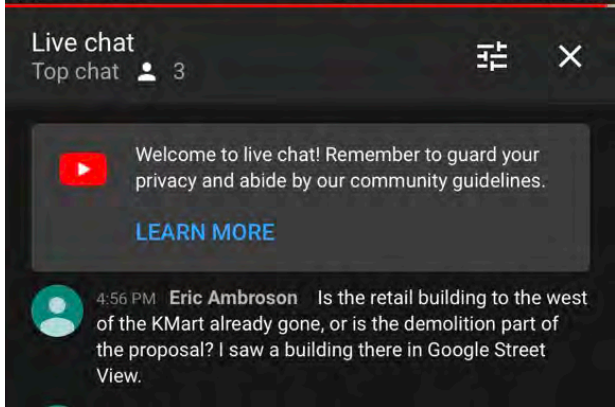 Live chat
Top chat 3
Welcome to live chat! Remember to guard your
privacy and abide by our community guidelines.
LEARN MORE
4:56 PM Eric Ambroson Is the retail building to the west
of the KMart already gone, or is the demolition part of
the proposal? I saw a building there in Google Street
View.